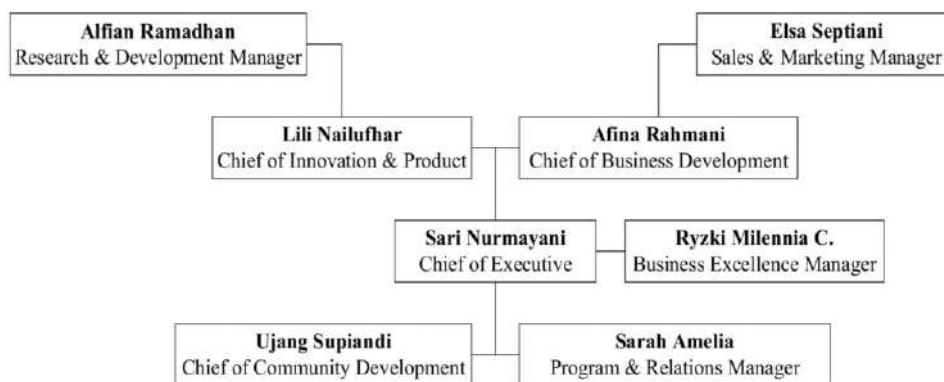 Alfian Ramadhan
Research & Development Manager
Elsa Septiani
Sales & Marketing Manager
Lili Nailufhar
Chief of Innovation & Product
Afina Rahmani
Chief of Business Development
Sari Nurmayani
Chief of Executive
Ryzki Milennia C.
Business Excellence Manager
Ujang Supiandi
Chief of Community Development
Sarah Amelia
Program & Relations Manager